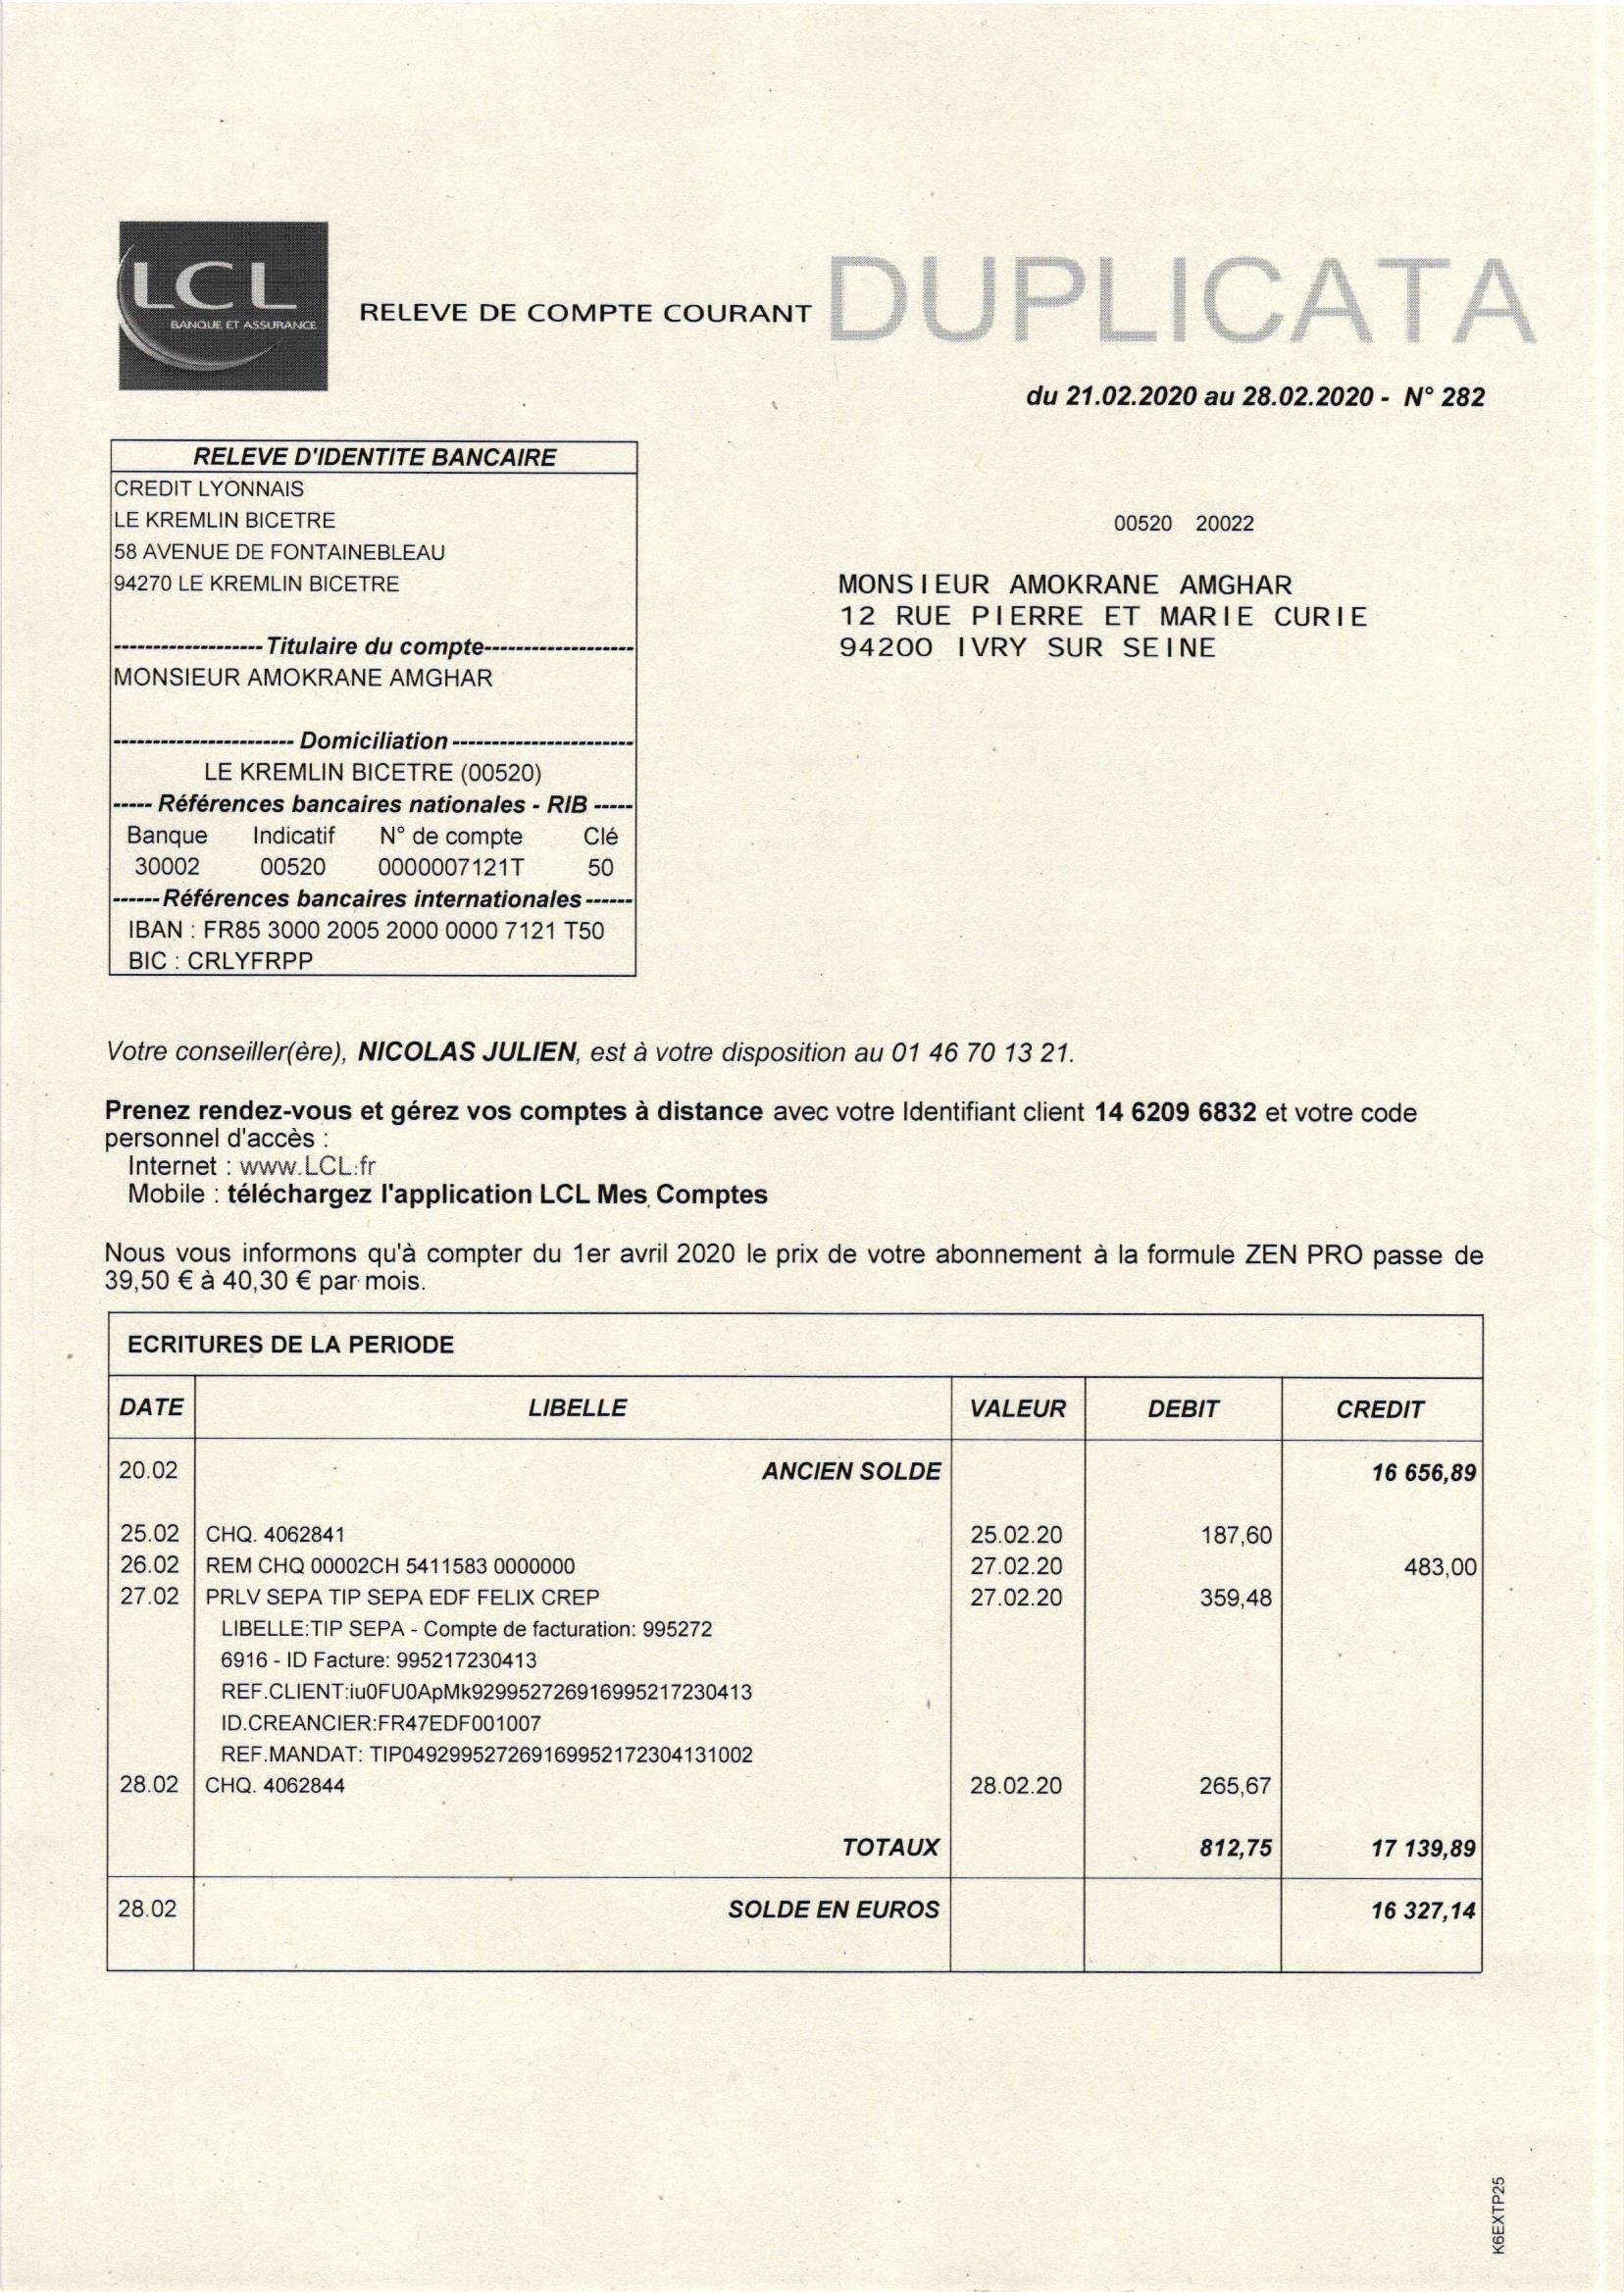 LCL
BANQUE ET ASSURANCE
RELEVE DE COMPTE COURANT
DUPLICATA
du 21.02.2020 au 28.02.2020 - N° 282
RELEVE D'IDENTITE BANCAIRE
CREDIT LYONNAIS
LE KREMLIN BICETRE
58 AVENUE DE FONTAINEBLEAU
94270 LE KREMLIN BICETRE
------------------- Titulaire du compte-------------------
MONSIEUR AMOKRANE AMGHAR
----------------------- Domiciliation -----------------------
LE KREMLIN BICETRE (00520)
----- Références bancaires nationales - RIB -----
Banque Indicatif N° de compte Clé
30002 00520 0000007121T 50
------ Références bancaires internationales ------
IBAN : FR85 3000 2005 2000 0000 7121 T50
BIC : CRLYFRPP
00520 20022
MONSIEUR AMOKRANE AMGHAR
12 RUE PIERRE ET MARIE CURIE
94200 IVRY SUR SEINE
Votre conseiller(ère), NICOLAS JULIEN, est à votre disposition au 01 46 70 13 21.
Prenez rendez-vous et gérez vos comptes à distance avec votre Identifiant client 14 6209 6832 et votre code
personnel d'accès :
Internet : www.LCL.fr
Mobile : téléchargez l'application LCL Mes Comptes
Nous vous informons qu'à compter du 1er avril 2020 le prix de votre abonnement à la formule ZEN PRO passe de
39,50 € à 40,30 € par mois.
ECRITURES DE LA PERIODE
DATE LIBELLE VALEUR DEBIT CREDIT
20.02 ANCIEN SOLDE 16 656,89
25.02 CHQ. 4062841 25.02.20 187,60
26.02 REM CHQ 00002CH 5411583 0000000 27.02.20 483,00
27.02 PRLV SEPA TIP SEPA EDF FELIX CREP 27.02.20 359,48
LIBELLE:TIP SEPA - Compte de facturation: 995272
6916 - ID Facture: 995217230413
REF.CLIENT:iu0FU0ApMk929952726916995217230413
ID.CREANCIER:FR47EDF001007
REF.MANDAT: TIP0492995272691699521723041310​02
28.02 CHQ. 4062844 28.02.20 265,67
TOTAUX 812,75 17 139,89
28.02 SOLDE EN EUROS 16 327,14
K6EXTP25